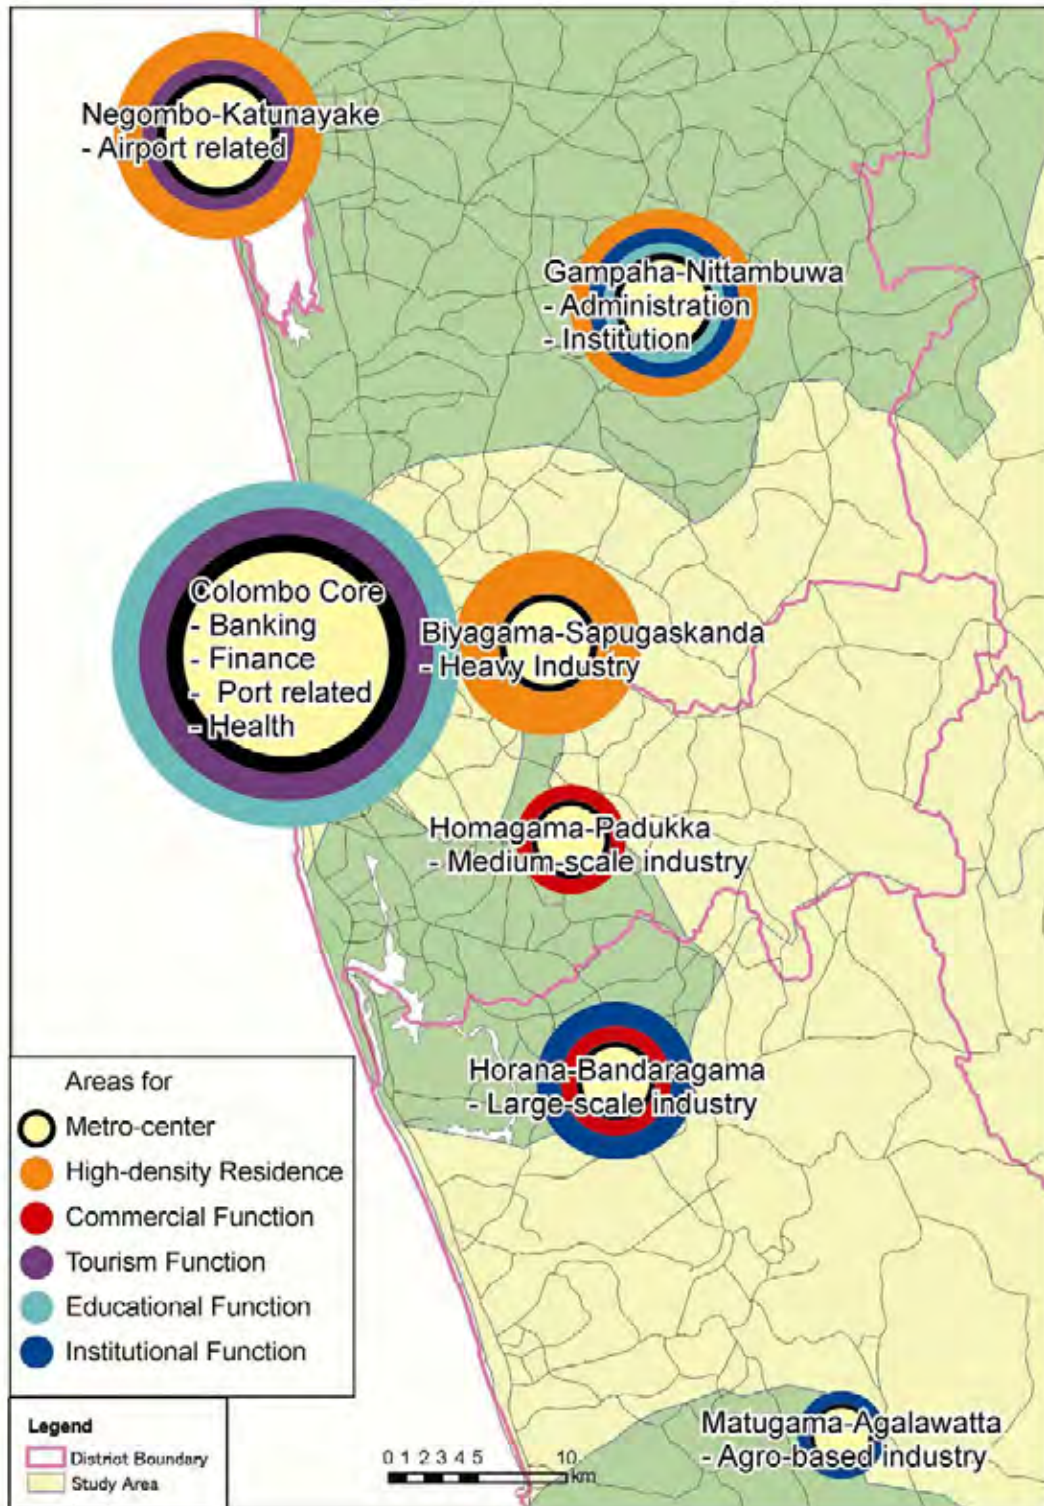 Negombo-Katunayake
- Airport related
Gampaha-Nittambuwa
- Administration
- Institution
Colombo Core
- Banking
- Finance
- Port related
- Health
Biyagama-Sapugaskanda
- Heavy Industry
Homagama-Padukka
- Medium-scale industry
Horana-Bandaragama
- Large-scale industry
Matugama-Agalawatta
- Agro-based industry
Areas for
Metro-center
High-density Residence
Commercial Function
Tourism Function
Educational Function
Institutional Function
Legend
District Boundary
Study Area
0 1 2 3 4 5 10
km